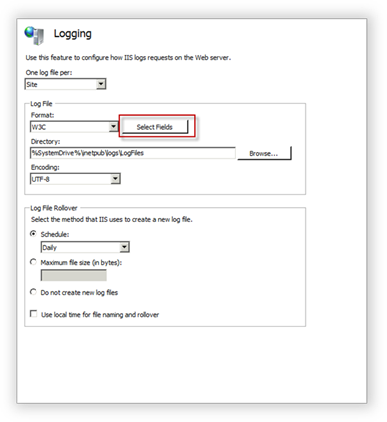 Logging
Use this feature to configure how IIS logs requests on the Web server.
One log file per:
Site
Log File
Format:
W3C
Select Fields
Directory:
%SystemDrive%\inetpub\logs\LogFiles
Browse...
Encoding:
UTF-8
Log File Rollover
Select the method that IIS uses to create a new log file.
Schedule:
Daily
Maximum file size (in bytes):
Do not create new log files
Use local time for file naming and rollover